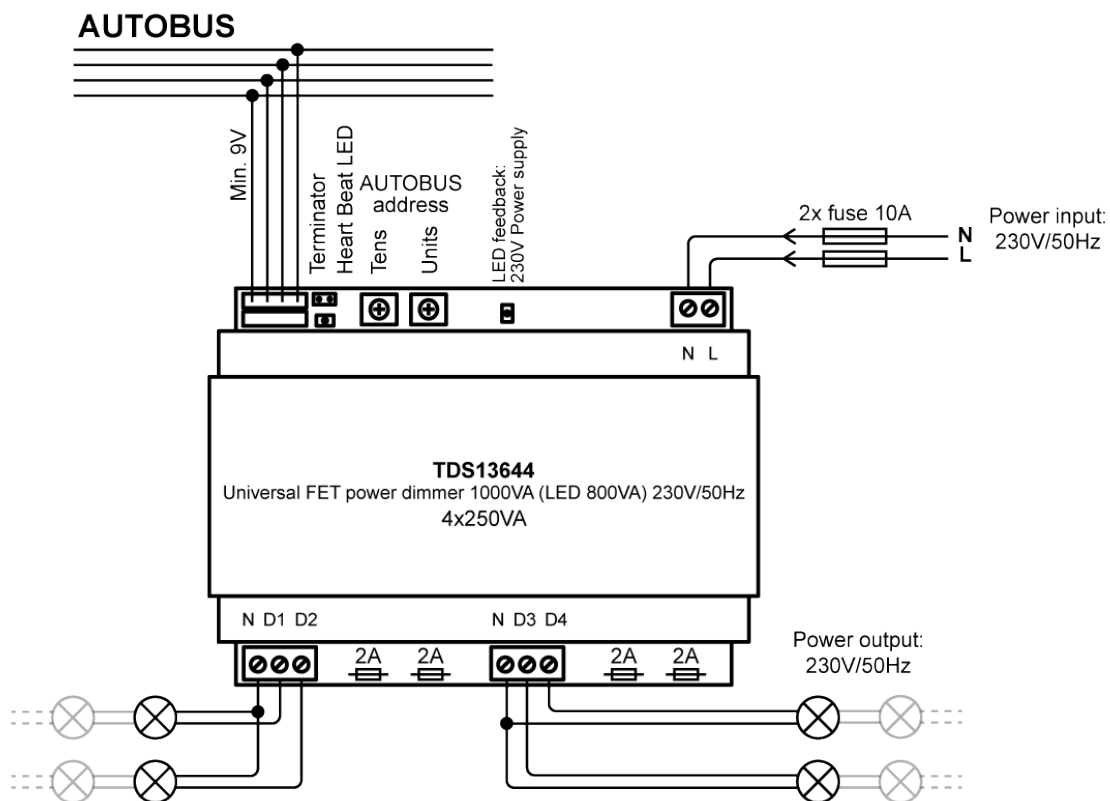 AUTOBUS
Min. 9V
Terminator
Heart Beat LED
AUTOBUS
address
Tens
Units
LED feedback:
230V Power supply
2x fuse 10A
N
L
Power input:
230V/50Hz
N L
TDS13644
Universal FET power dimmer 1000VA (LED 800VA) 230V/50Hz
4x250VA
N D1 D2
N D3 D4
2A
2A
2A
2A
Power output:
230V/50Hz